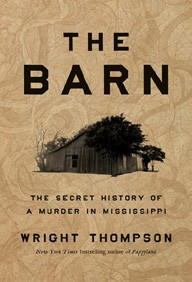 THE
BARN
THE SECRET HISTORY OF
A MURDER IN MISSISSIPPI
WRIGHT THOMPSON
New York Times bestselling author of Pappyland